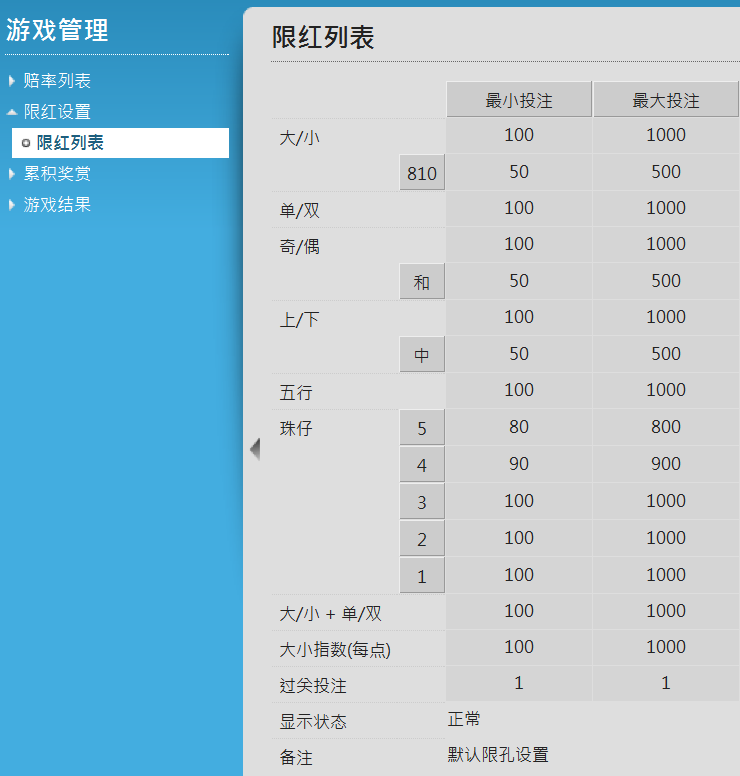 游戏管理
赔率列表
限红设置
限红列表
累积奖赏
游戏结果
限红列表
最小投注 最大投注
大/小 100 1000
810 50 500
单/双 100 1000
奇/偶 100 1000
和 50 500
上/下 100 1000
中 50 500
五行 100 1000
珠仔 5 80 800
4 90 900
3 100 1000
2 100 1000
1 100 1000
大/小 + 单/双 100 1000
大小指数(每点) 100 1000
过尖投注 1 1
显示状态 正常
备注 默认限孔设置